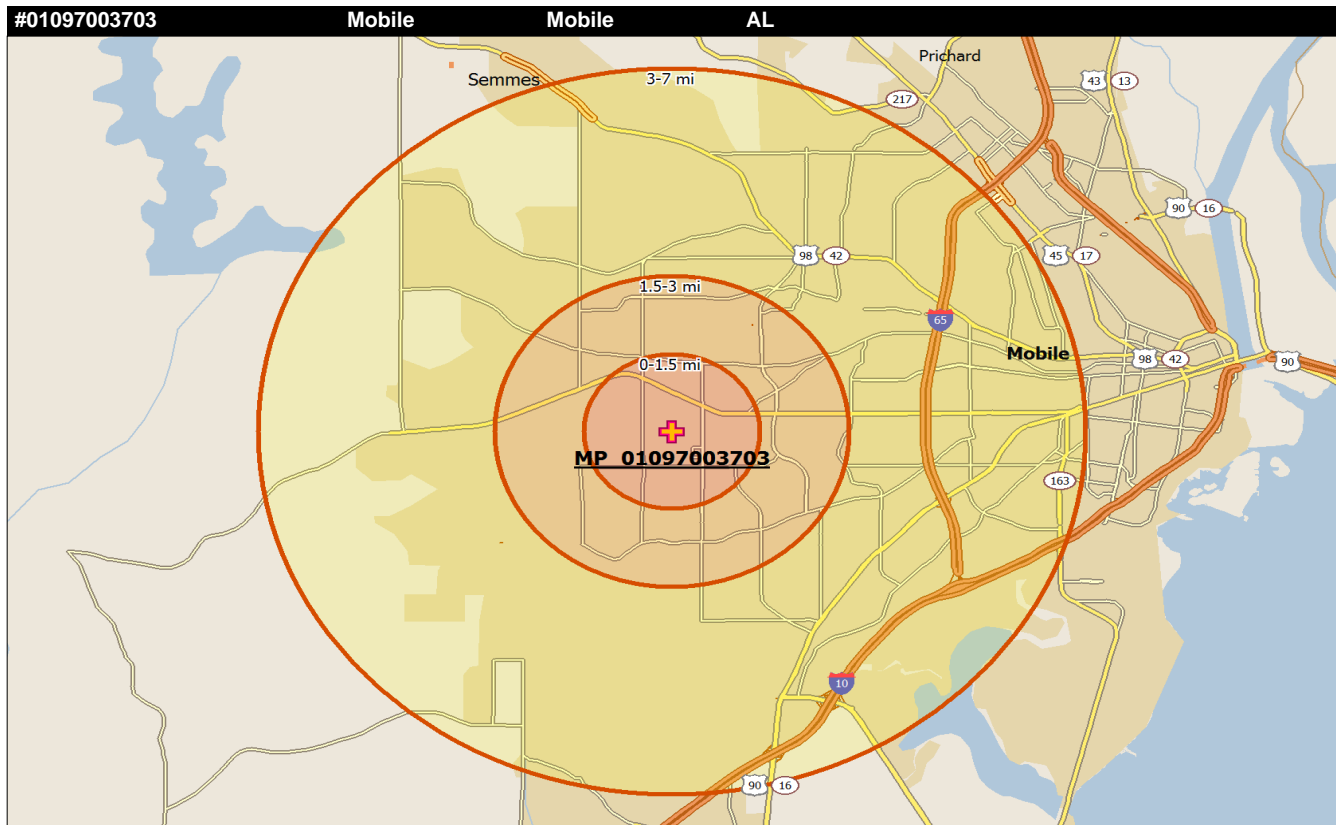 #01097003703 Mobile Mobile AL
Prichard
Semmes
3-7 mi
43 13
217
90 16
98 42
45 17
1.5-3 mi
65
Mobile
98 42
90
0-1.5 mi
MP 01097003703
163
10
90 16